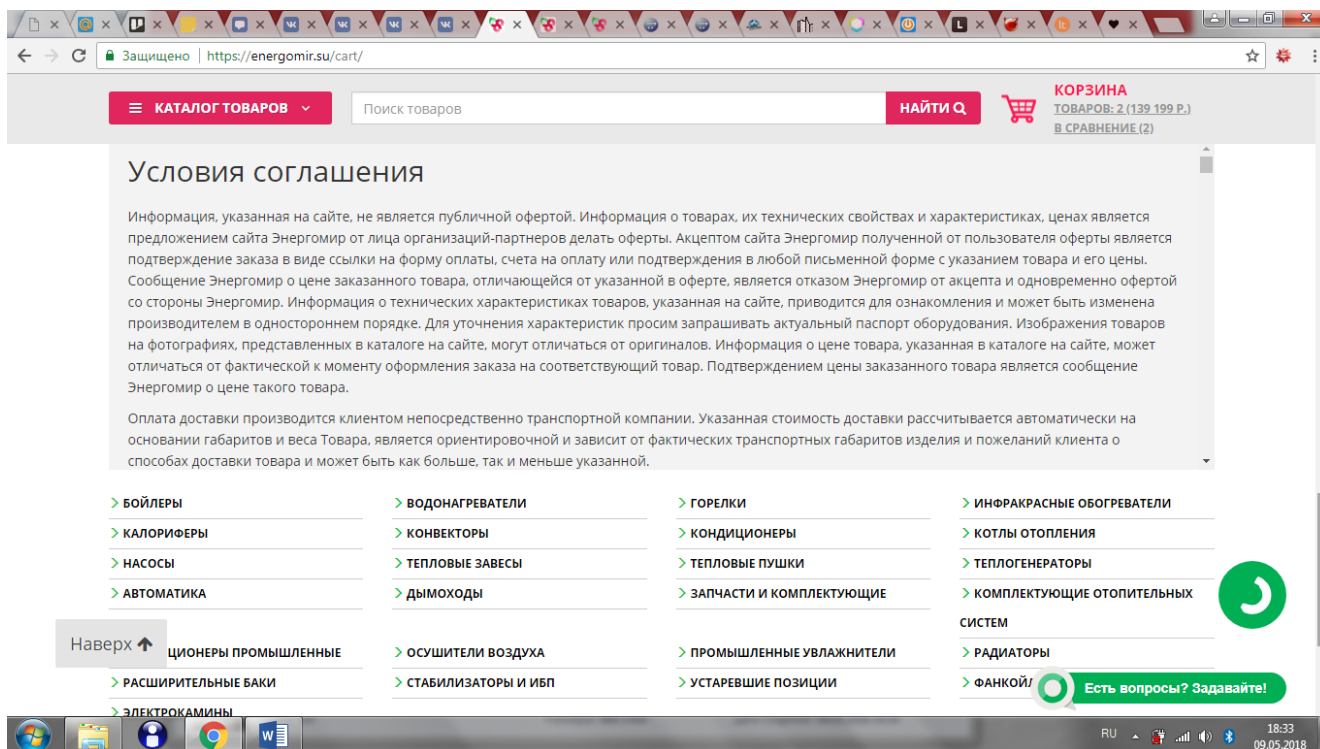 Защищено | https://energomir.su/cart/
КАТАЛОГ ТОВАРОВ
Поиск товаров
НАЙТИ
КОРЗИНА
ТОВАРОВ: 2 (139 199 Р.)
В СРАВНЕНИЕ (2)
Условия соглашения
Информация, указанная на сайте, не является публичной офертой. Информация о товарах, их технических свойствах и характеристиках, ценах является
предложением сайта Энергомир от лица организаций-партнеров делать оферты. Акцептом сайта Энергомир полученной от пользователя оферты является
подтверждение заказа в виде ссылки на форму оплаты, счета на оплату или подтверждения в любой письменной форме с указанием товара и его цены.
Сообщение Энергомир о цене заказанного товара, отличающейся от указанной в оферте, является отказом Энергомир от акцепта и одновременно офертой
со стороны Энергомир. Информация о технических характеристиках товаров, указанная на сайте, приводится для ознакомления и может быть изменена
производителем в одностороннем порядке. Для уточнения характеристик просим запрашивать актуальный паспорт оборудования. Изображения товаров
на фотографиях, представленных в каталоге на сайте, могут отличаться от оригиналов. Информация о цене товара, указанная в каталоге на сайте, может
отличаться от фактической к моменту оформления заказа на соответствующий товар. Подтверждением цены заказанного товара является сообщение
Энергомир о цене такого товара.
Оплата доставки производится клиентом непосредственно транспортной компании. Указанная стоимость доставки рассчитывается автоматически на
основании габаритов и веса Товара, является ориентировочной и зависит от фактических транспортных габаритов изделия и пожеланий клиента о
способах доставки товара и может быть как больше, так и меньше указанной.
БОЙЛЕРЫ ВОДОНАГРЕВАТЕЛИ ГОРЕЛКИ ИНФРАКРАСНЫЕ ОБОГРЕВАТЕЛИ
КАЛОРИФЕРЫ КОНВЕКТОРЫ КОНДИЦИОНЕРЫ КОТЛЫ ОТОПЛЕНИЯ
НАСОСЫ ТЕПЛОВЫЕ ЗАВЕСЫ ТЕПЛОВЫЕ ПУШКИ ТЕПЛОГЕНЕРАТОРЫ
АВТОМАТИКА ДЫМОХОДЫ ЗАПЧАСТИ И КОМПЛЕКТУЮЩИЕ КОМПЛЕКТУЮЩИЕ ОТОПИТЕЛЬНЫХ
СИСТЕМ
Наверх
ЦИОНЕРЫ ПРОМЫШЛЕННЫЕ ОСУШИТЕЛИ ВОЗДУХА ПРОМЫШЛЕННЫЕ УВЛАЖНИТЕЛИ РАДИАТОРЫ
РАСШИРИТЕЛЬНЫЕ БАКИ СТАБИЛИЗАТОРЫ И ИБП УСТАРЕВШИЕ ПОЗИЦИИ ФАНКОЙЛ
Есть вопросы? Задавайте!
ЭЛЕКТРОКАМИНЫ
RU
18:33
09.05.2018